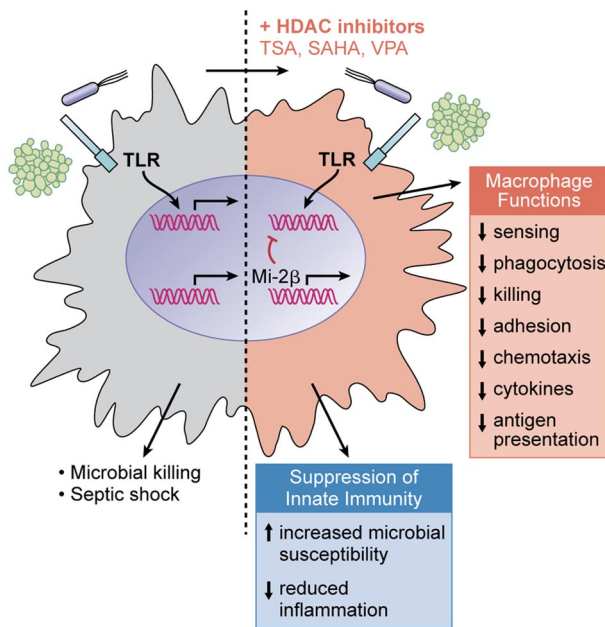 + HDAC inhibitors
TSA, SAHA, VPA
TLR
TLR
Mi-2β
Macrophage
Functions
↓ sensing
↓ phagocytosis
↓ killing
↓ adhesion
↓ chemotaxis
↓ cytokines
↓ antigen
presentation
• Microbial killing
• Septic shock
Suppression of
Innate Immunity
↑ increased microbial
susceptibility
↓ reduced
inflammation